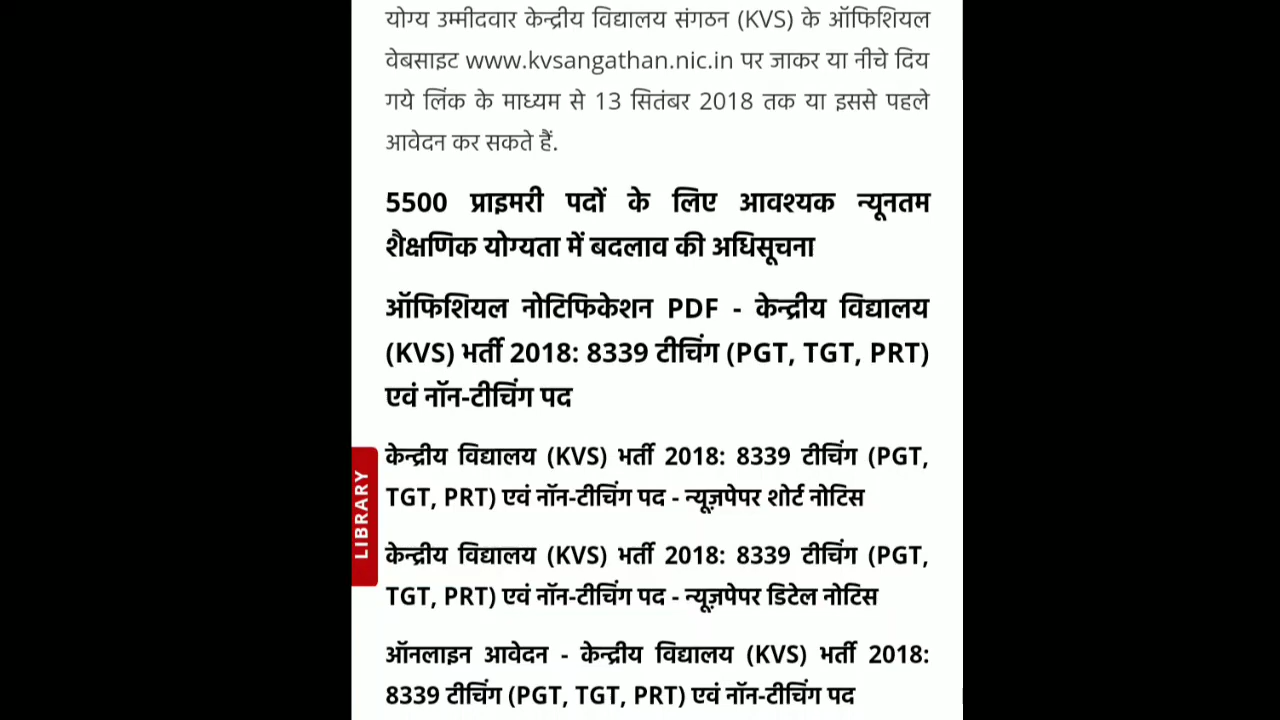 योग्य उम्मीदवार केन्द्रीय विद्यालय संगठन (KVS) के ऑफिशियल
वेबसाइट www.kvsangathan.nic.in पर जाकर या नीचे दिय
गये लिंक के माध्यम से 13 सितंबर 2018 तक या इससे पहले
आवेदन कर सकते हैं.
5500 प्राइमरी पदों के लिए आवश्यक न्यूनतम
शैक्षणिक योग्यता में बदलाव की अधिसूचना
ऑफिशियल नोटिफिकेशन PDF - केन्द्रीय विद्यालय
(KVS) भर्ती 2018: 8339 टीचिंग (PGT, TGT, PRT)
एवं नॉन-टीचिंग पद
केन्द्रीय विद्यालय (KVS) भर्ती 2018: 8339 टीचिंग (PGT,
TGT, PRT) एवं नॉन-टीचिंग पद - न्यूज़पेपर शोर्ट नोटिस
LIBRARY
केन्द्रीय विद्यालय (KVS) भर्ती 2018: 8339 टीचिंग (PGT,
TGT, PRT) एवं नॉन-टीचिंग पद - न्यूज़पेपर डिटेल नोटिस
ऑनलाइन आवेदन - केन्द्रीय विद्यालय (KVS) भर्ती 2018:
8339 टीचिंग (PGT, TGT, PRT) एवं नॉन-टीचिंग पद